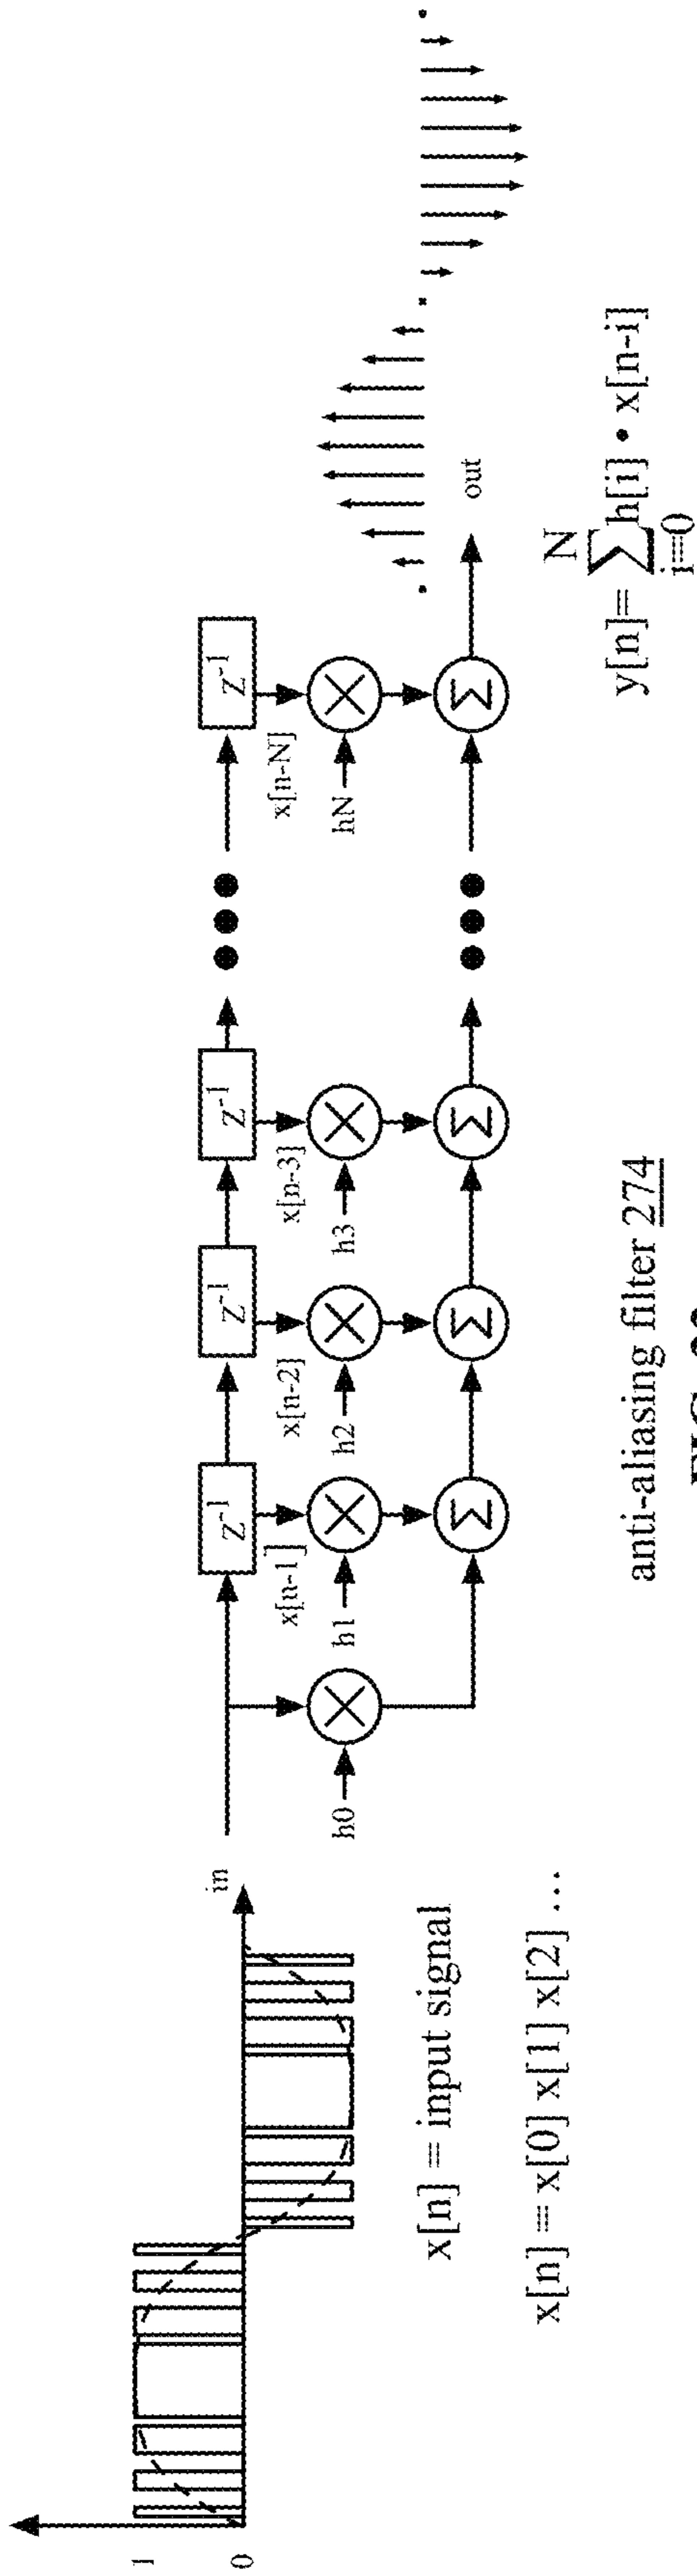 1
0
in
x[n] = input signal
x[n] = x[0] x[1] x[2] ...
z-1 z-1 z-1 z-1
x[n-1] x[n-2] x[n-3] x[n-N]
h0 h1 h2 h3 hN
Σ Σ Σ Σ
out
N
y[n]= Σ h[i] • x[n-i]
i=0
anti-aliasing filter 274